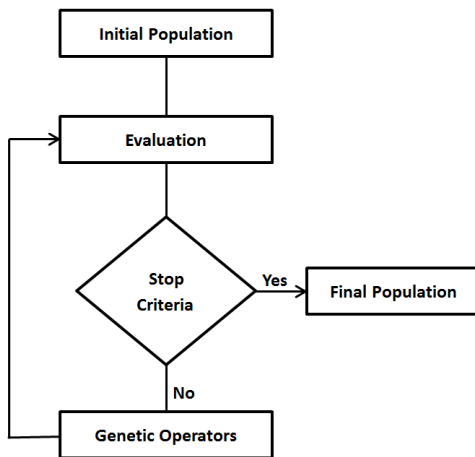 Initial Population
Evaluation
Stop
Criteria
Yes
Final Population
No
Genetic Operators